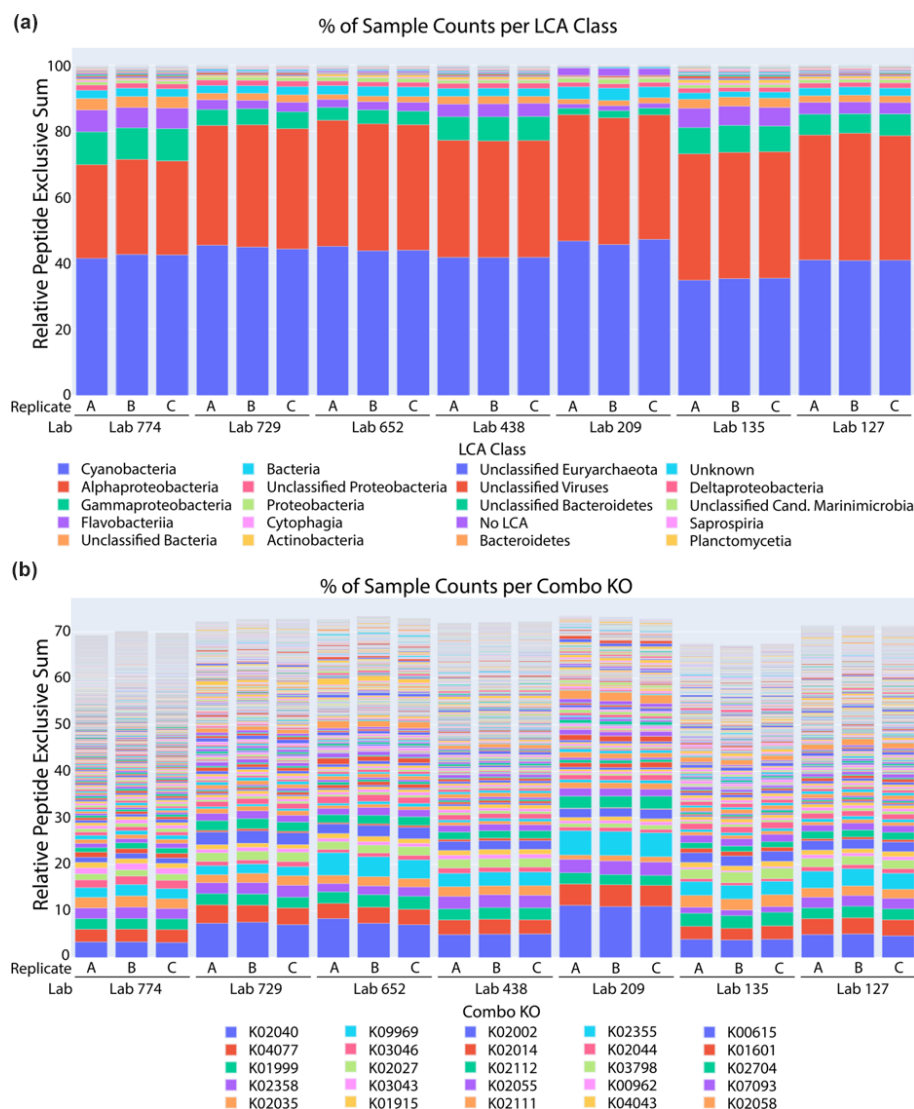 (a)
% of Sample Counts per LCA Class
Relative Peptide Exclusive Sum
100
80
60
40
20
0
Replicate A B C A B C A B C A B C A B C A B C A B C
Lab Lab 774 Lab 729 Lab 652 Lab 438 Lab 209 Lab 135 Lab 127
LCA Class
Cyanobacteria Bacteria Unclassified Euryarchaeota Unknown
Alphaproteobacteria Unclassified Proteobacteria Unclassified Viruses Deltaproteobacteria
Gammaproteobacteria Proteobacteria Unclassified Bacteroidetes Unclassified Cand. Marinimicrobia
Flavobacteriia Cytophagia No LCA Saprospiria
Unclassified Bacteria Actinobacteria Bacteroidetes Planctomycetia
(b)
% of Sample Counts per Combo KO
Relative Peptide Exclusive Sum
70
60
50
40
30
20
10
0
Replicate A B C A B C A B C A B C A B C A B C A B C
Lab Lab 774 Lab 729 Lab 652 Lab 438 Lab 209 Lab 135 Lab 127
Combo KO
K02040 K09969 K02002 K02355 K00615
K04077 K03046 K02014 K02044 K01601
K01999 K02027 K02112 K03798 K02704
K02358 K03043 K02055 K00962 K07093
K02035 K01915 K02111 K04043 K02058